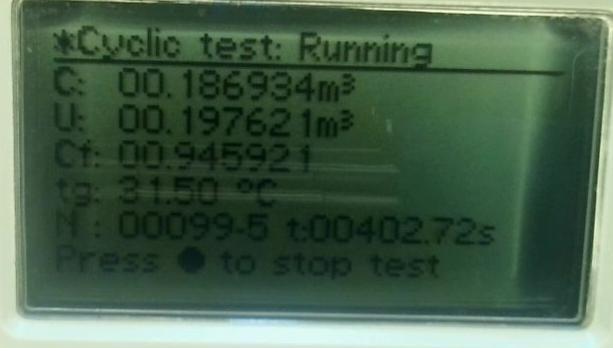 *Cyclic test: Running
C: 00.186934m³
U: 00.197621m³
Cf: 00.945921
tg: 31.50 °C
N : 00099-5 t:00402.72s
Press ● to stop test